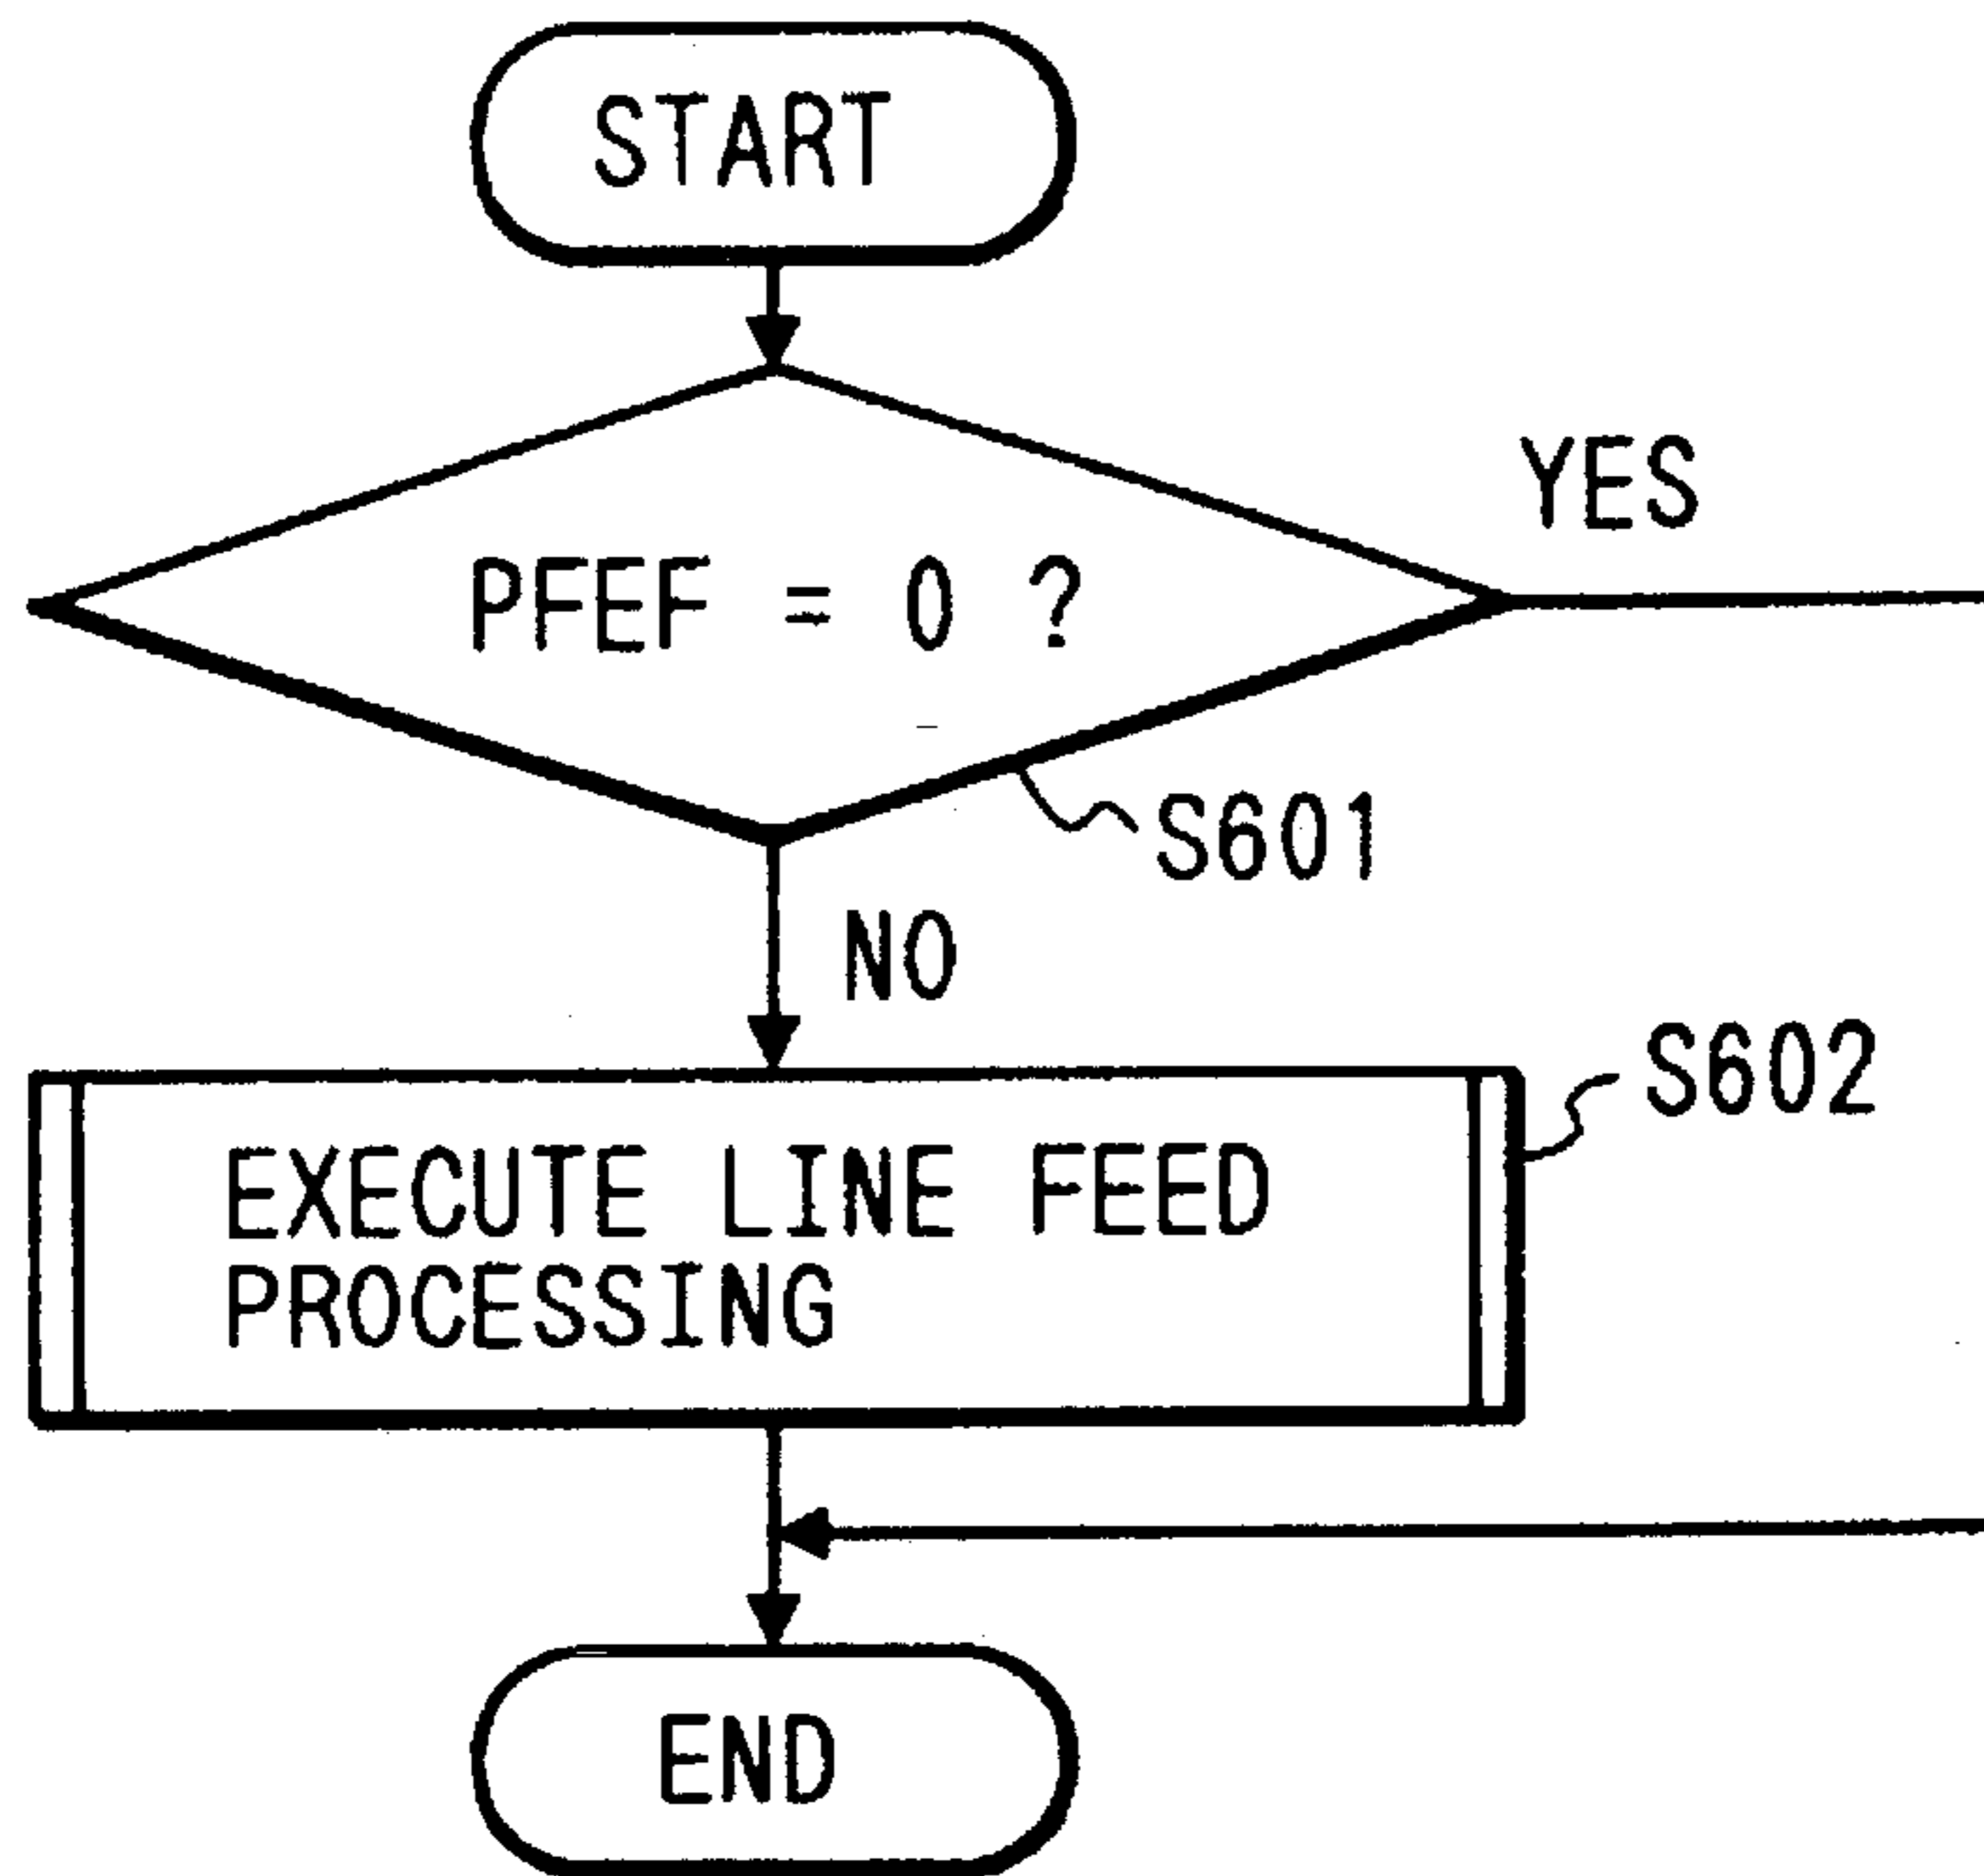 START
YES
PFEF = 0 ?
S601
NO
S602
EXECUTE LINE FEED
PROCESSING
END